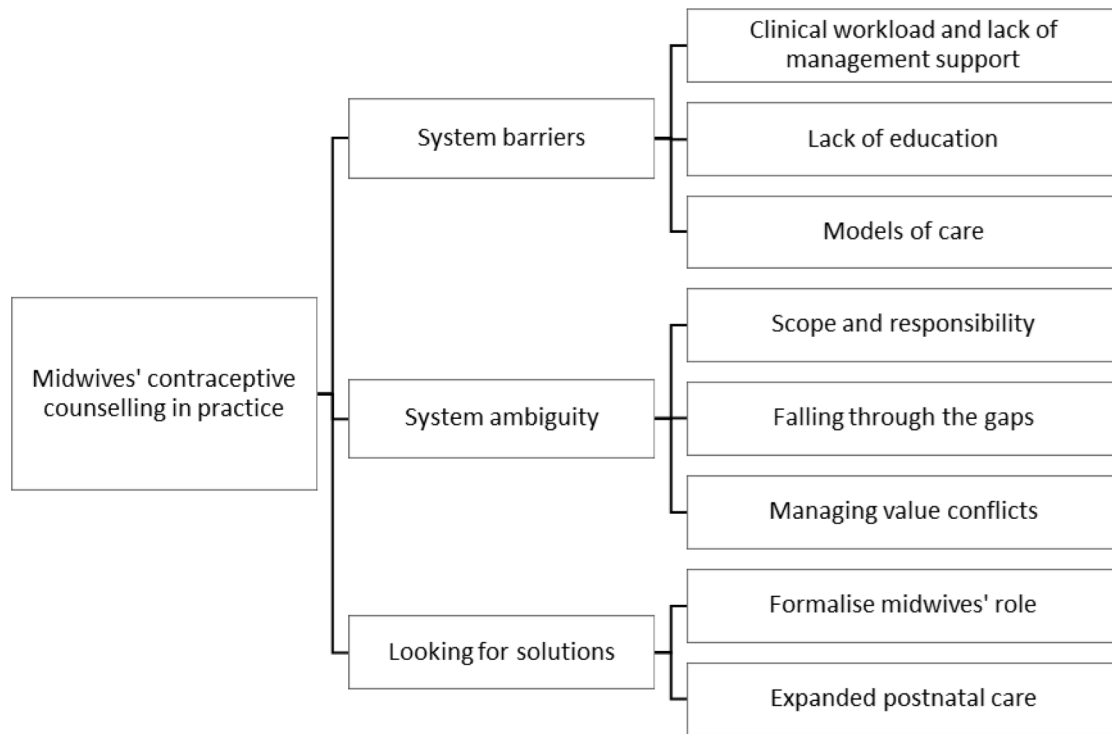 Midwives' contraceptive
counselling in practice
System barriers
Clinical workload and lack of
management support
Lack of education
Models of care
System ambiguity
Scope and responsibility
Falling through the gaps
Managing value conflicts
Looking for solutions
Formalise midwives' role
Expanded postnatal care